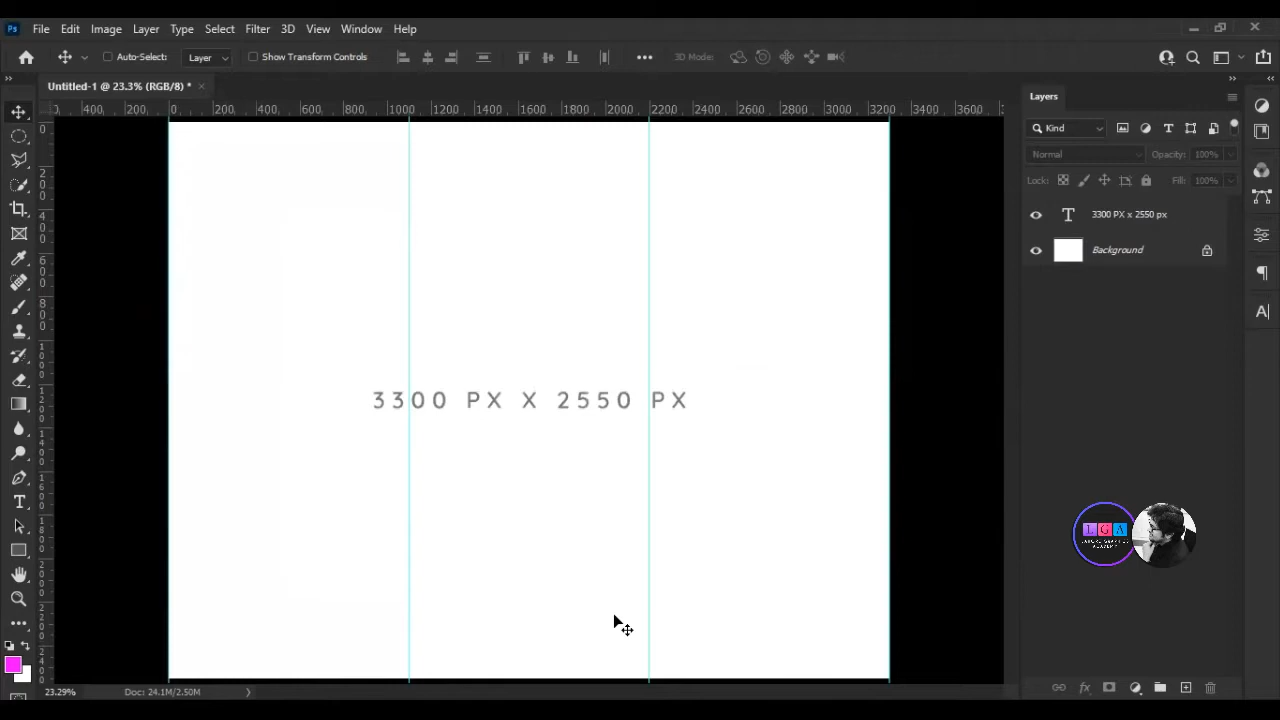 Ps File Edit Image Layer Type Select Filter 3D View Window Help
Auto-Select: Layer Show Transform Controls 3D Mode:
Untitled-1 @ 23.3% (RGB/8) *
400 200 0 200 400 600 800 1000 1200 1400 1600 1800 2000 2200 2400 2600 2800 3000 3200 3400 3600
Layers
Kind
Normal Opacity: 100%
Lock: Fill: 100%
3300 PX x 2550 px
Background
3300 PX X 2550 PX
LGA
23.29% Doc: 24.1M/2.50M